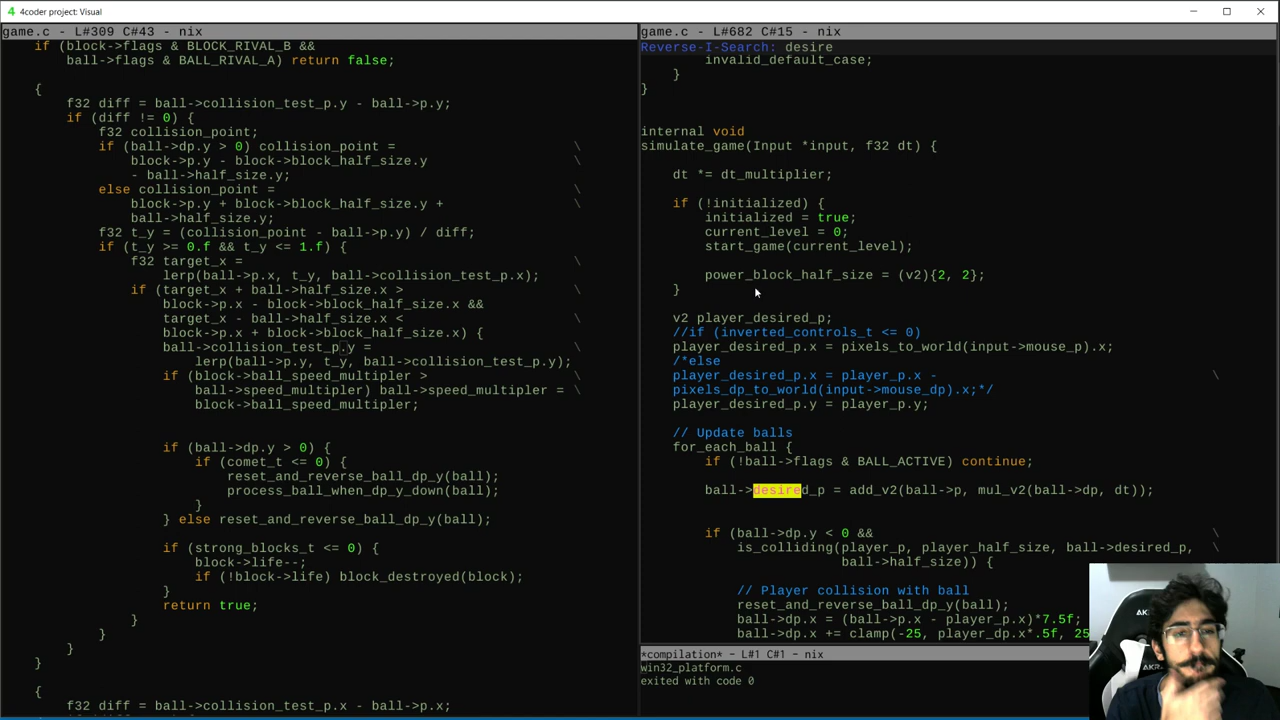 4coder project: Visual
game.c - L#309 C#43 - nix
if (block->flags & BLOCK_RIVAL_B &&
ball->flags & BALL_RIVAL_A) return false;
{
f32 diff = ball->collision_test_p.y - ball->p.y;
if (diff != 0) {
f32 collision_point;
if (ball->dp.y > 0) collision_point = \
block->p.y - block->block_half_size.y \
- ball->half_size.y;
else collision_point = \
block->p.y + block->block_half_size.y + \
ball->half_size.y;
f32 t_y = (collision_point - ball->p.y) / diff;
if (t_y >= 0.f && t_y <= 1.f) {
f32 target_x = \
lerp(ball->p.x, t_y, ball->collision_test_p.x);
if (target_x + ball->half_size.x > \
block->p.x - block->block_half_size.x && \
target_x - ball->half_size.x < \
block->p.x + block->block_half_size.x) {
ball->collision_test_p.y = \
lerp(ball->p.y, t_y, ball->collision_test_p.y);
if (block->ball_speed_multipler > \
ball->speed_multipler) ball->speed_multipler = \
block->ball_speed_multipler;
if (ball->dp.y > 0) {
if (comet_t <= 0) {
reset_and_reverse_ball_dp_y(ball);
process_ball_when_dp_y_down(ball);
}
} else reset_and_reverse_ball_dp_y(ball);
if (strong_blocks_t <= 0) {
block->life--;
if (!block->life) block_destroyed(block);
}
return true;
}
}
}
}
{
f32 diff = ball->collision_test_p.x - ball->p.x;
game.c - L#682 C#15 - nix
Reverse-I-Search: desire
invalid_default_case;
}
}
internal void
simulate_game(Input *input, f32 dt) {
dt *= dt_multiplier;
if (!initialized) {
initialized = true;
current_level = 0;
start_game(current_level);
power_block_half_size = (v2){2, 2};
}
v2 player_desired_p;
//if (inverted_controls_t <= 0)
player_desired_p.x = pixels_to_world(input->mouse_p).x;
/*else
player_desired_p.x = player_p.x - \
pixels_dp_to_world(input->mouse_dp).x;*/
player_desired_p.y = player_p.y;
// Update balls
for_each_ball {
if (!ball->flags & BALL_ACTIVE) continue;
ball->desired_p = add_v2(ball->p, mul_v2(ball->dp, dt));
if (ball->dp.y < 0 && \
is_colliding(player_p, player_half_size, ball->desired_p, \
ball->half_size)) {
// Player collision with ball
reset_and_reverse_ball_dp_y(ball);
ball->dp.x = (ball->p.x - player_p.x)*7.5f;
ball->dp.x += clamp(-25, player_dp.x*.5f, 25
*compilation* - L#1 C#1 - nix
win32_platform.c
exited with code 0